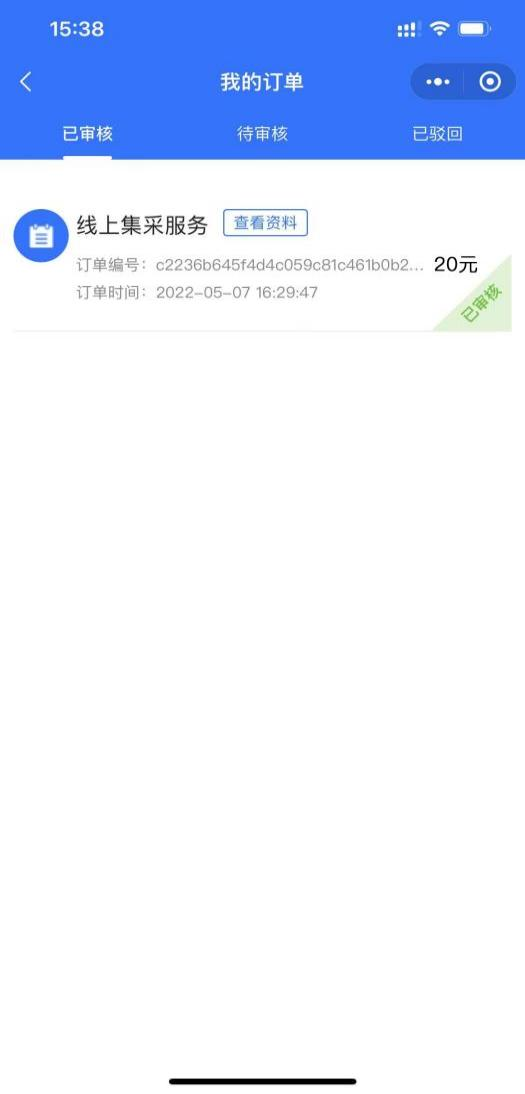 15:38
我的订单
已审核
待审核
已驳回
线上集采服务 查看资料
订单编号：c2236b645f4d4c059c81c461b0b2... 20元
订单时间：2022-05-07 16:29:47
已审核